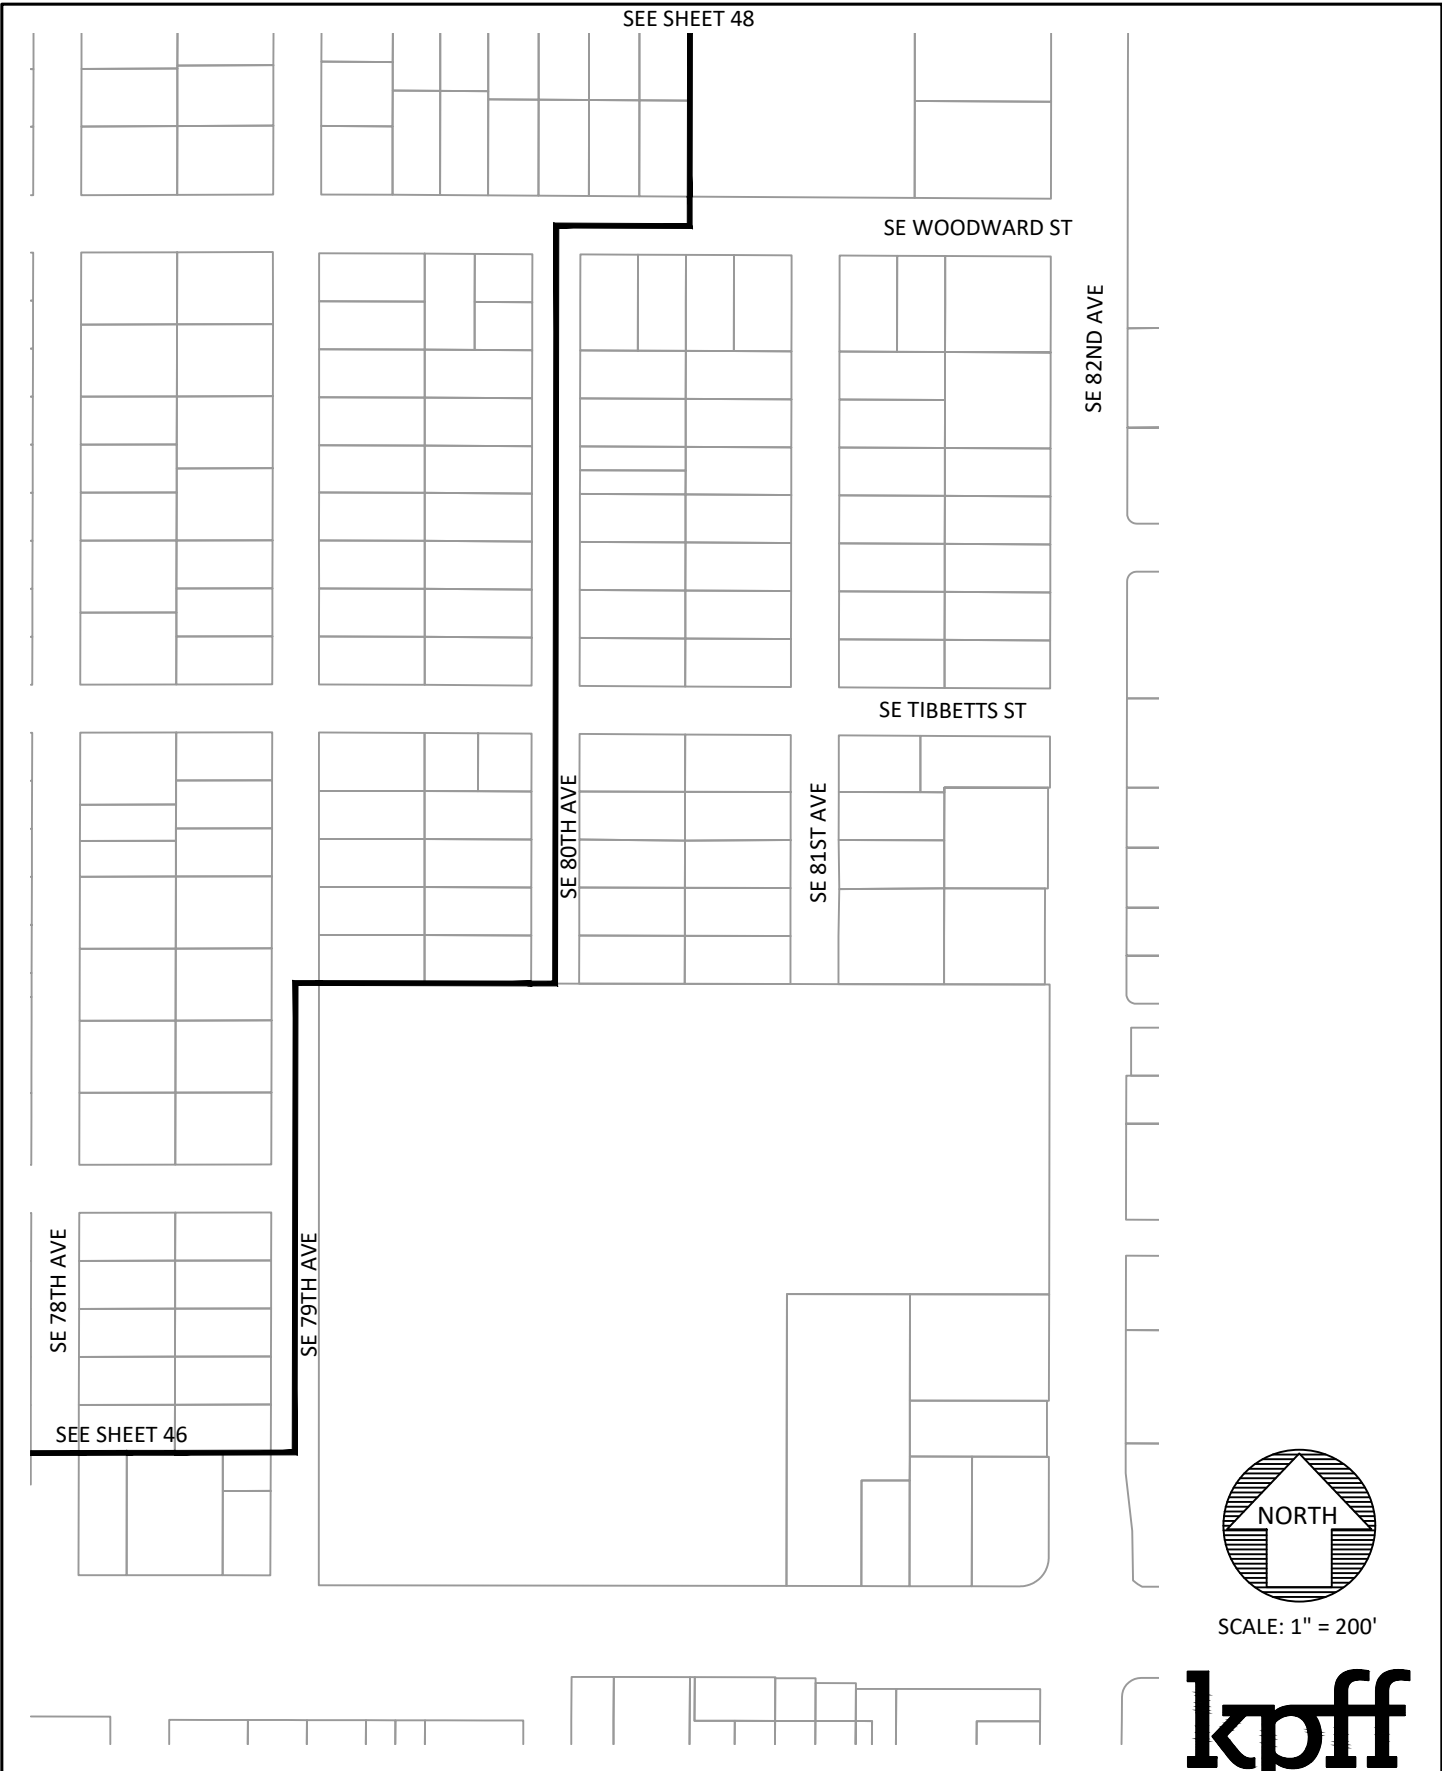 SEE SHEET 48
SE WOODWARD ST
SE 82ND AVE
SE TIBBETTS ST
SE 80TH AVE
SE 81ST AVE
SE 78TH AVE
SE 79TH AVE
SEE SHEET 46
NORTH
SCALE: 1" = 200'
kpff